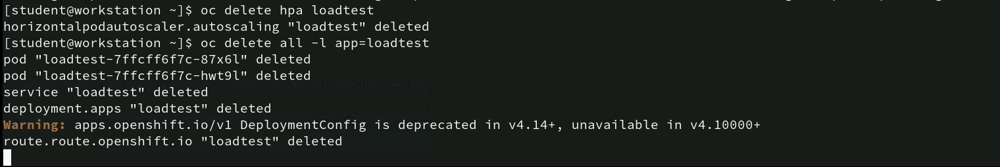 [student@workstation ~]$ oc delete hpa loadtest
horizontalpodautoscaler.autoscaling "loadtest" deleted
[student@workstation ~]$ oc delete all -l app=loadtest
pod "loadtest-7ffcff6f7c-87x6l" deleted
pod "loadtest-7ffcff6f7c-hwt9l" deleted
service "loadtest" deleted
deployment.apps "loadtest" deleted
Warning: apps.openshift.io/v1 DeploymentConfig is deprecated in v4.14+, unavailable in v4.10000+
route.route.openshift.io "loadtest" deleted